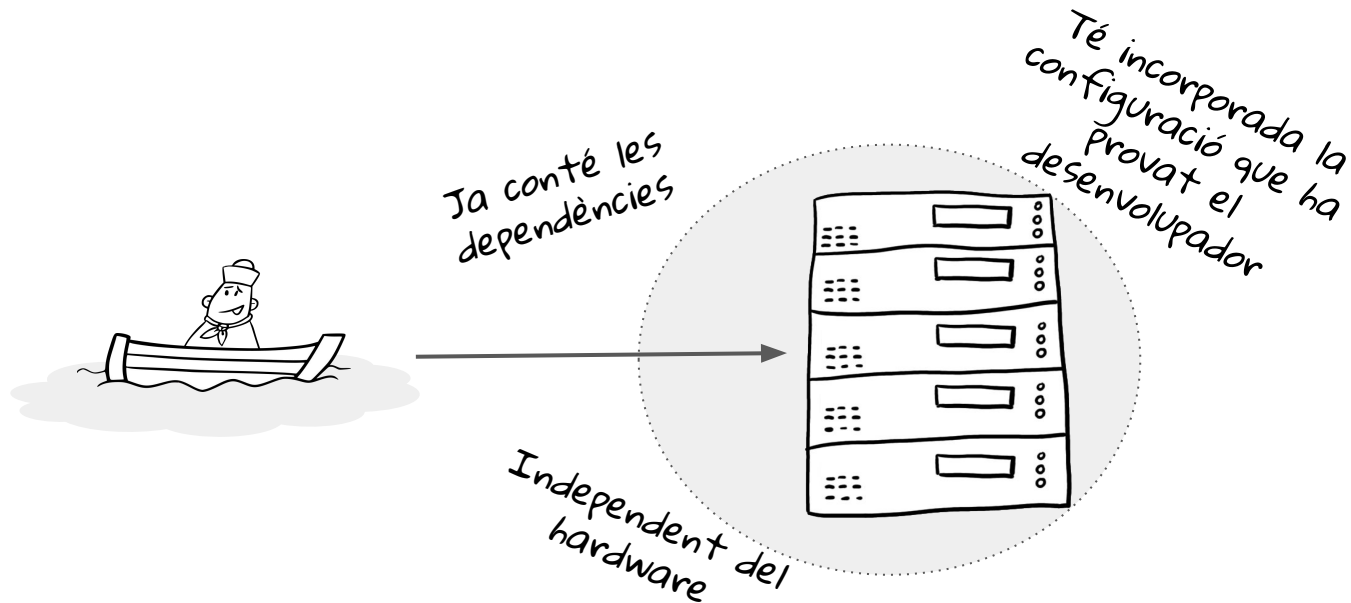 Ja conté les
dependències
Té incorporada la
configuració que ha
provat el
desenvolupador
Independent del
hardware